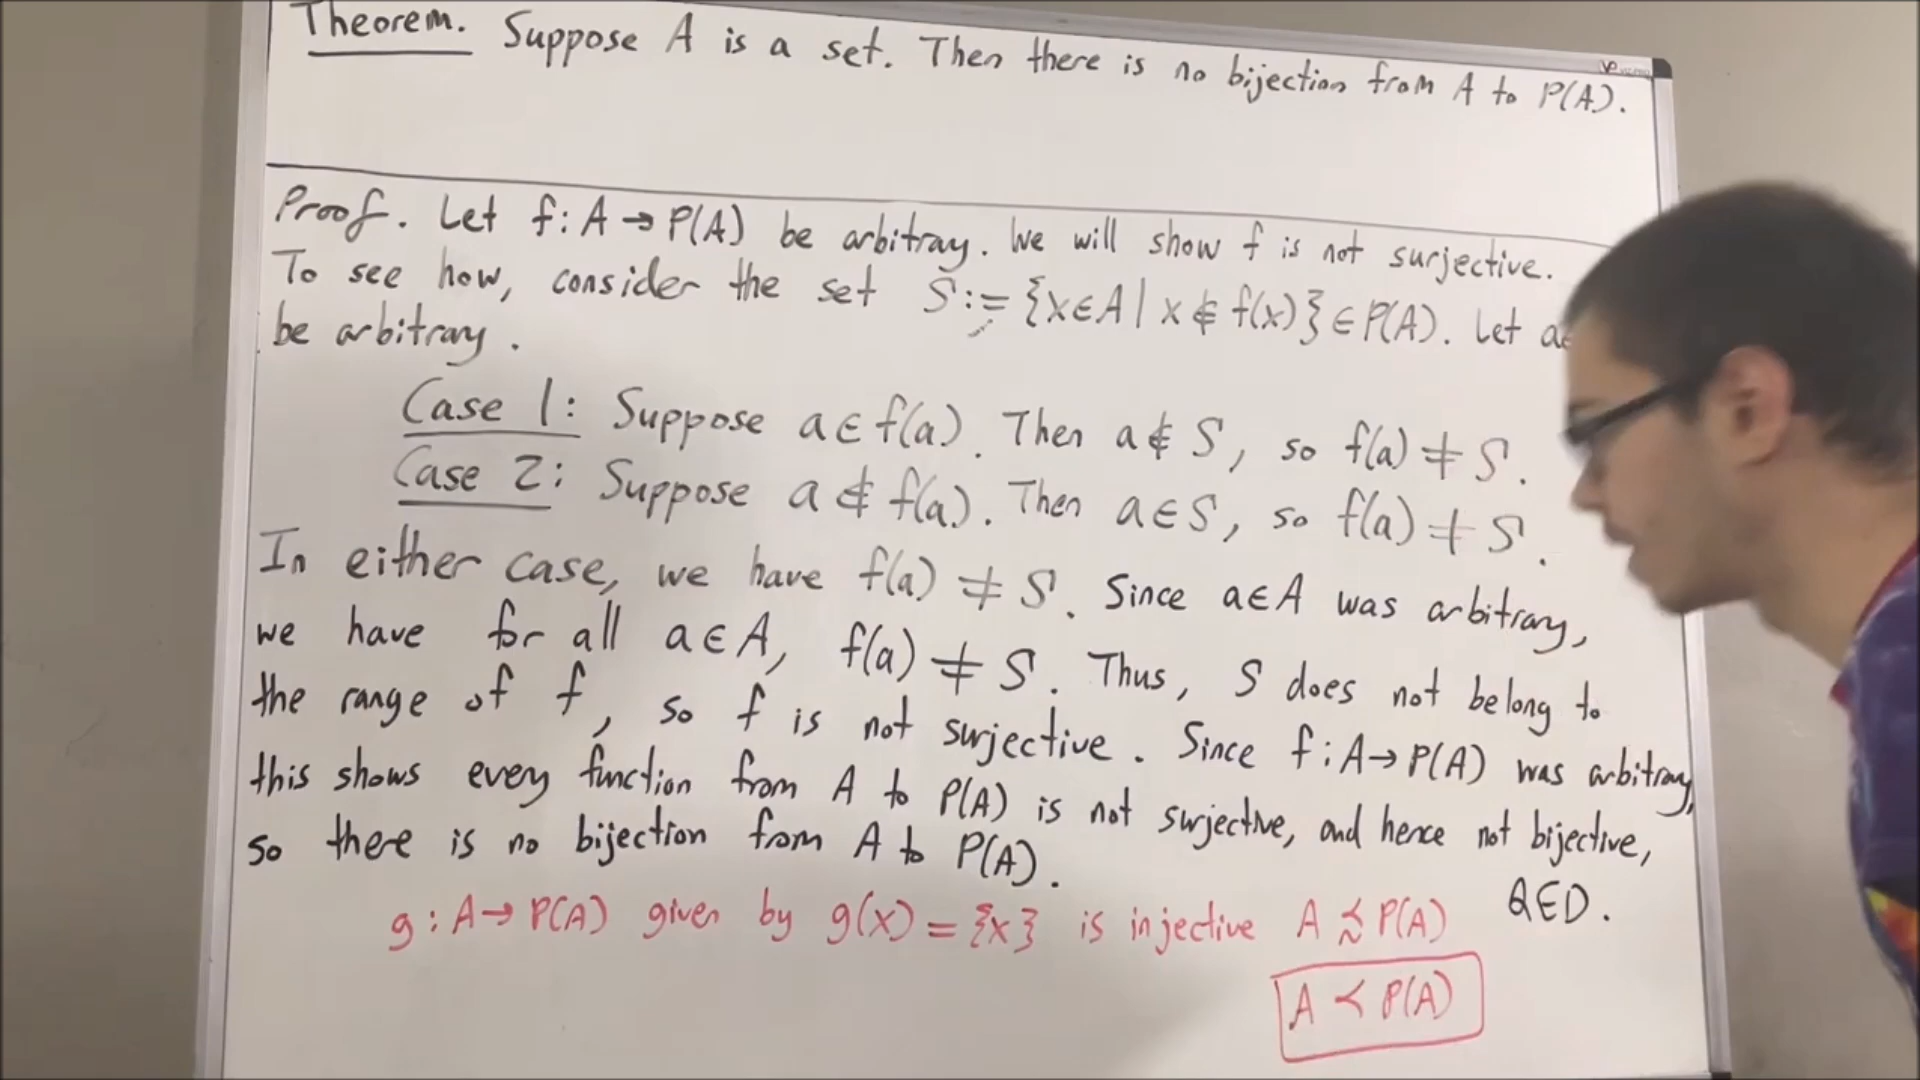 Theorem. Suppose A is a set. Then there is no bijection from A to P(A).
Proof. Let f: A → P(A) be arbitray. We will show f is not surjective.
To see how, consider the set S := {x∈A | x ∉ f(x)} ∈ P(A). Let a∈
be arbitray.
Case 1: Suppose a∈f(a). Then a∉S, so f(a) ≠ S.
Case 2: Suppose a∉f(a). Then a∈S, so f(a) ≠ S.
In either case, we have f(a) ≠ S. Since a∈A was arbitray,
we have for all a∈A, f(a) ≠ S. Thus, S does not belong to
the range of f, so f is not surjective. Since f: A→P(A) was arbitray,
this shows every function from A to P(A) is not surjective, and hence not bijective,
so there is no bijection from A to P(A).
QED.
g: A→P(A) given by g(x) = {x} is injective A ≾ P(A)
A ≺ P(A)